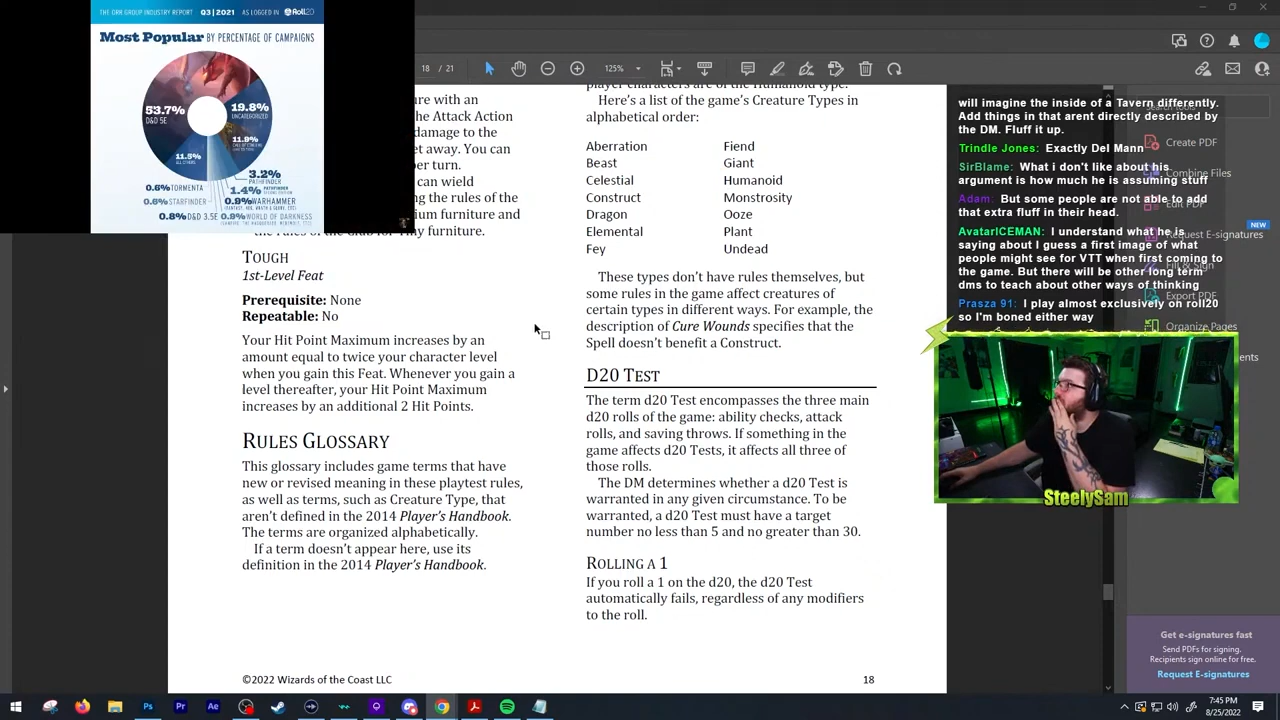 THE ORR GROUP INDUSTRY REPORT Q3 | 2021 AS LOGGED IN Roll20
Most Popular BY PERCENTAGE OF CAMPAIGNS
53.7%
D&D 5E
19.8%
UNCATEGORIZED
11.9%
CALL OF CTHULHU
11.5%
ALL OTHERS
3.2%
PATHFINDER
0.6% TORMENTA
1.4% PATHFINDER
SECOND EDITION
0.6% STARFINDER
0.9% WARHAMMER
0.8% D&D 3.5E
0.9% WORLD OF DARKNESS
18 / 21
125%
ure with an
he Attack Action
damage to the
et away. You can
per turn.
can wield
ng the rules of the
ium furniture and
the rules of the Club for Tiny furniture.
TOUGH
1st-Level Feat
Prerequisite: None
Repeatable: No
Your Hit Point Maximum increases by an
amount equal to twice your character level
when you gain this Feat. Whenever you gain a
level thereafter, your Hit Point Maximum
increases by an additional 2 Hit Points.
RULES GLOSSARY
This glossary includes game terms that have
new or revised meaning in these playtest rules,
as well as terms, such as Creature Type, that
aren't defined in the 2014 Player's Handbook.
The terms are organized alphabetically.
If a term doesn't appear here, use its
definition in the 2014 Player's Handbook.
©2022 Wizards of the Coast LLC
player characters are of the Humanoid type.
Here's a list of the game's Creature Types in
alphabetical order:
Aberration Fiend
Beast Giant
Celestial Humanoid
Construct Monstrosity
Dragon Ooze
Elemental Plant
Fey Undead
These types don't have rules themselves, but
some rules in the game affect creatures of
certain types in different ways. For example, the
description of Cure Wounds specifies that the
Spell doesn't benefit a Construct.
D20 TEST
The term d20 Test encompasses the three main
d20 rolls of the game: ability checks, attack
rolls, and saving throws. If something in the
game affects d20 Tests, it affects all three of
those rolls.
The DM determines whether a d20 Test is
warranted in any given circumstance. To be
warranted, a d20 Test must have a target
number no less than 5 and no greater than 30.
ROLLING A 1
If you roll a 1 on the d20, the d20 Test
automatically fails, regardless of any modifiers
to the roll.
18
will imagine the inside of a Tavern differently.
Add things in that arent directly described by
the DM. Fluff it up.
Trindle Jones: Exactly Del Mann
SirBlame: What i don't like about his
argument is how much he is assuming stuff
Adam: But some people are not able to add
that extra fluff in their head.
AvatarICEMAN: I understand what he is
saying about I guess a first image of what
people might see for VTT when first coming to
the game. But there will be other long term
dms to teach about other ways of thinking
Prasza 91: I play almost exclusively on roll20
so I'm boned either way
Create PDF
Combine Files
Edit PDF
Request E-signatures
NEW
Fill & Sign
Export PDF
Organize Pages
SteelySam
Get e-signatures fast
Send PDFs for signing.
Recipients sign online for free.
Request E-Signatures
7:45 PM
8/25/2022